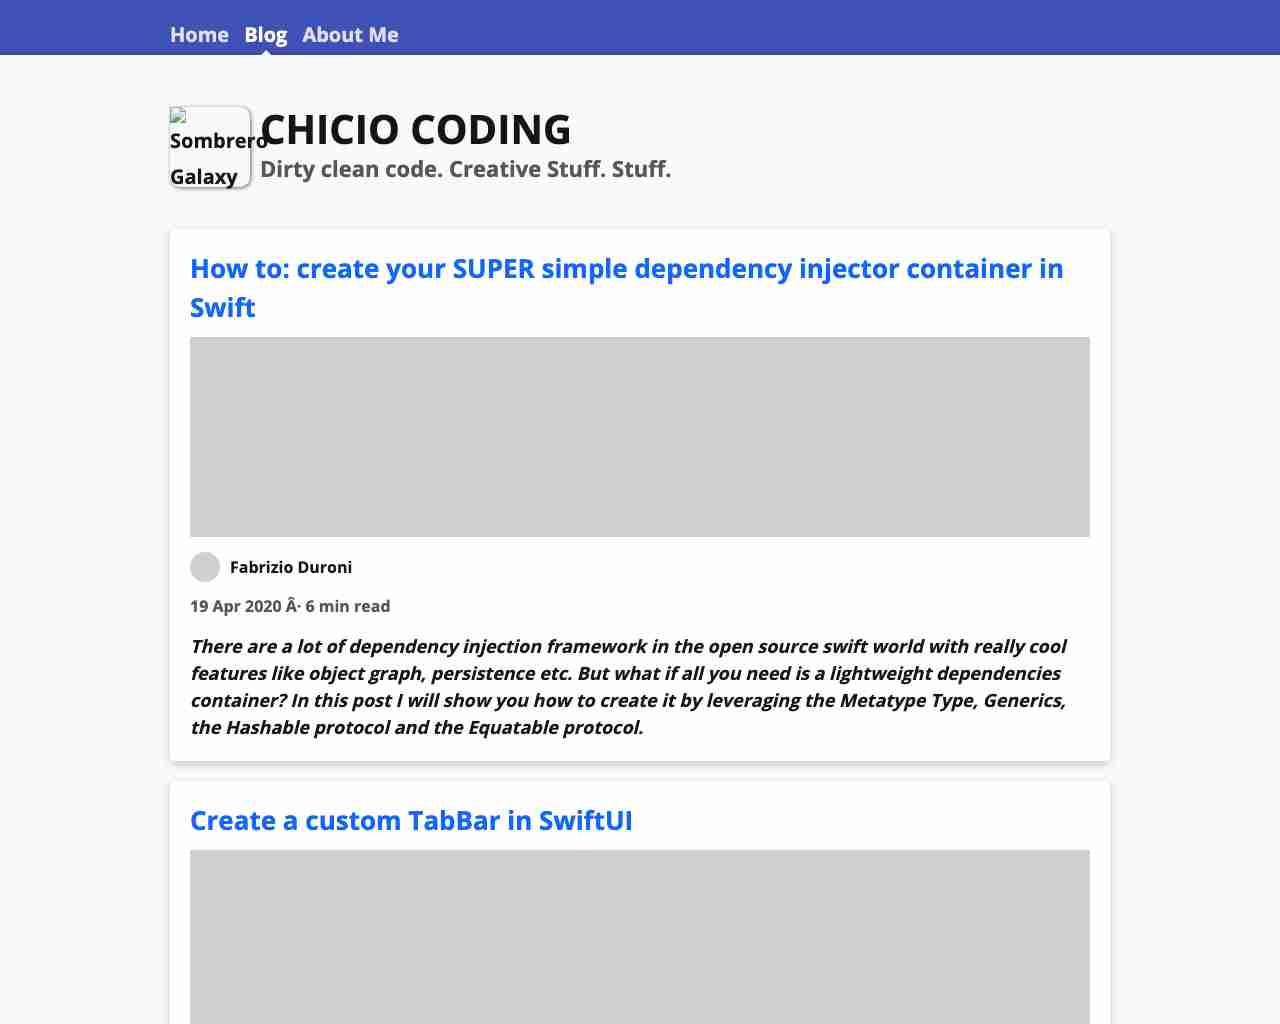 Home Blog About Me
Sombrero
Galaxy
CHICIO CODING
Dirty clean code. Creative Stuff. Stuff.
How to: create your SUPER simple dependency injector container in
Swift
Fabrizio Duroni
19 Apr 2020 Â· 6 min read
There are a lot of dependency injection framework in the open source swift world with really cool
features like object graph, persistence etc. But what if all you need is a lightweight dependencies
container? In this post I will show you how to create it by leveraging the Metatype Type, Generics,
the Hashable protocol and the Equatable protocol.
Create a custom TabBar in SwiftUI